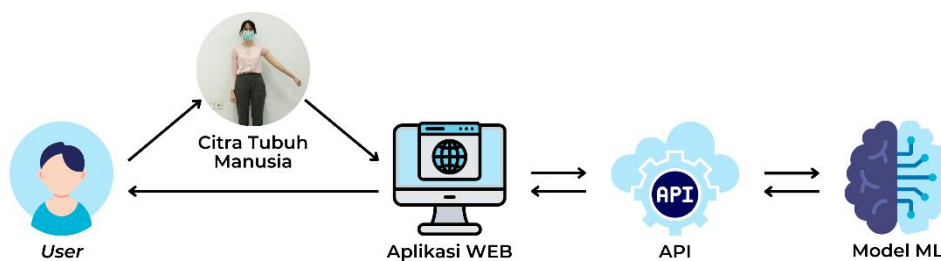 Citra Tubuh
Manusia
API
User
Aplikasi WEB
API
Model ML